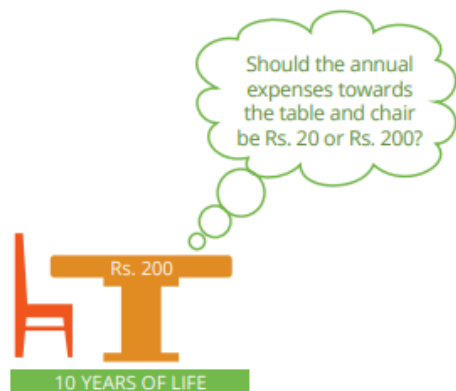 Should the annual
expenses towards
the table and chair
be Rs. 20 or Rs. 200?
Rs. 200
10 YEARS OF LIFE